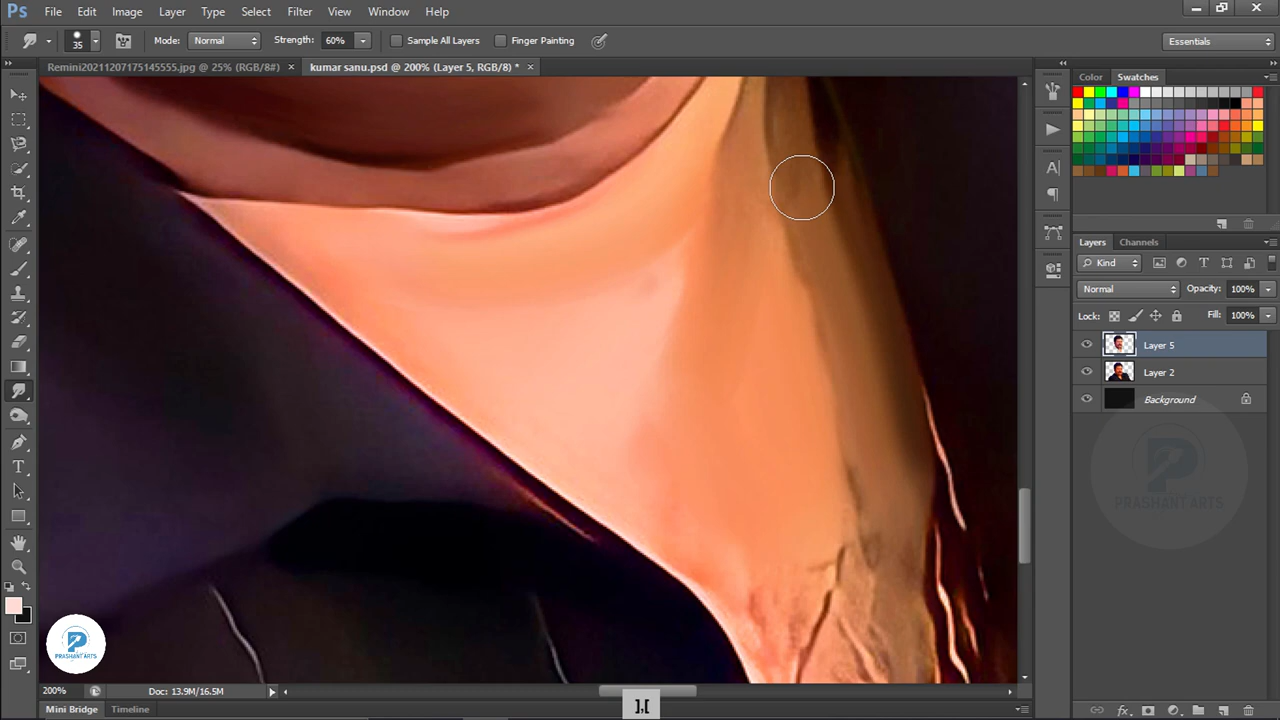 Ps File Edit Image Layer Type Select Filter View Window Help
35 Mode: Normal Strength: 60% Sample All Layers Finger Painting Essentials
Remini20211207175145555.jpg @ 25% (RGB/8#) × kumar sanu.psd @ 200% (Layer 5, RGB/8) * ×
Color Swatches
Layers Channels
Kind
Normal Opacity: 100%
Lock: Fill: 100%
Layer 5
Layer 2
Background
PRASHANT ARTS
PRASHANT ARTS
200% Doc: 13.9M/16.5M
],[
Mini Bridge Timeline